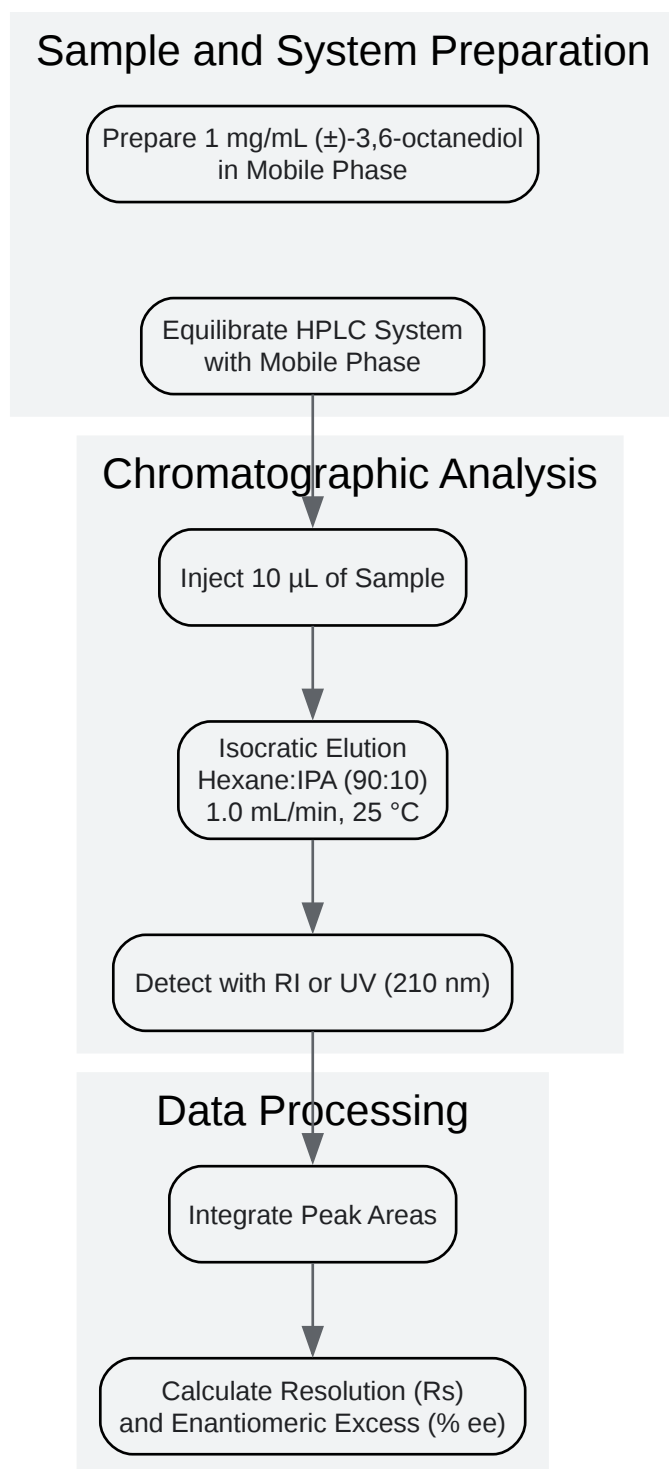 Sample and System Preparation
Prepare 1 mg/mL (±)-3,6-octanediol
in Mobile Phase
Equilibrate HPLC System
with Mobile Phase
Chromatographic Analysis
Inject 10 µL of Sample
Isocratic Elution
Hexane:IPA (90:10)
1.0 mL/min, 25 °C
Detect with RI or UV (210 nm)
Data Processing
Integrate Peak Areas
Calculate Resolution (Rs)
and Enantiomeric Excess (% ee)